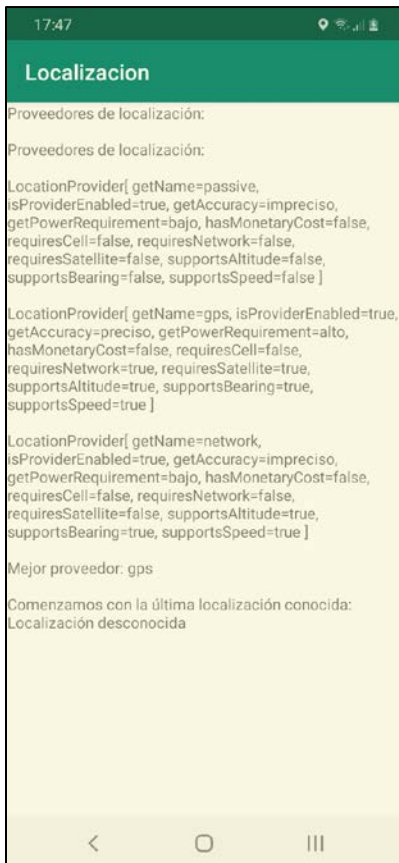 17:47
Localizacion
Proveedores de localización:
Proveedores de localización:
LocationProvider[ getName=passive,
isProviderEnabled=true, getAccuracy=impreciso,
getPowerRequirement=bajo, hasMonetaryCost=false,
requiresCell=false, requiresNetwork=false,
requiresSatellite=false, supportsAltitude=false,
supportsBearing=false, supportsSpeed=false ]
LocationProvider[ getName=gps, isProviderEnabled=true,
getAccuracy=preciso, getPowerRequirement=alto,
hasMonetaryCost=false, requiresCell=false,
requiresNetwork=true, requiresSatellite=true,
supportsAltitude=true, supportsBearing=true,
supportsSpeed=true ]
LocationProvider[ getName=network,
isProviderEnabled=true, getAccuracy=impreciso,
getPowerRequirement=bajo, hasMonetaryCost=false,
requiresCell=false, requiresNetwork=false,
requiresSatellite=false, supportsAltitude=true,
supportsBearing=true, supportsSpeed=true ]
Mejor proveedor: gps
Comenzamos con la última localización conocida:
Localización desconocida